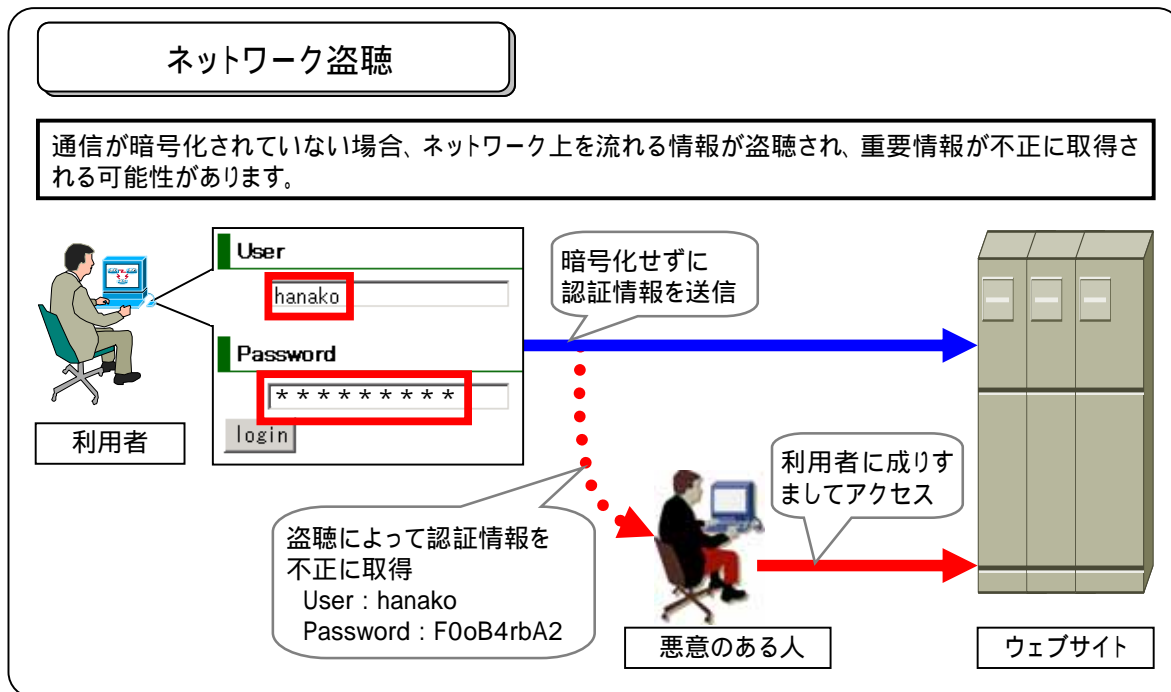 ネットワーク盗聴
通信が暗号化されていない場合、ネットワーク上を流れる情報が盗聴され、重要情報が不正に取得さ
れる可能性があります。
User
hanako
Password
*********
login
利用者
暗号化せずに
認証情報を送信
盗聴によって認証情報を
不正に取得
User : hanako
Password : F0oB4rbA2
利用者に成りす
ましてアクセス
悪意のある人
ウェブサイト